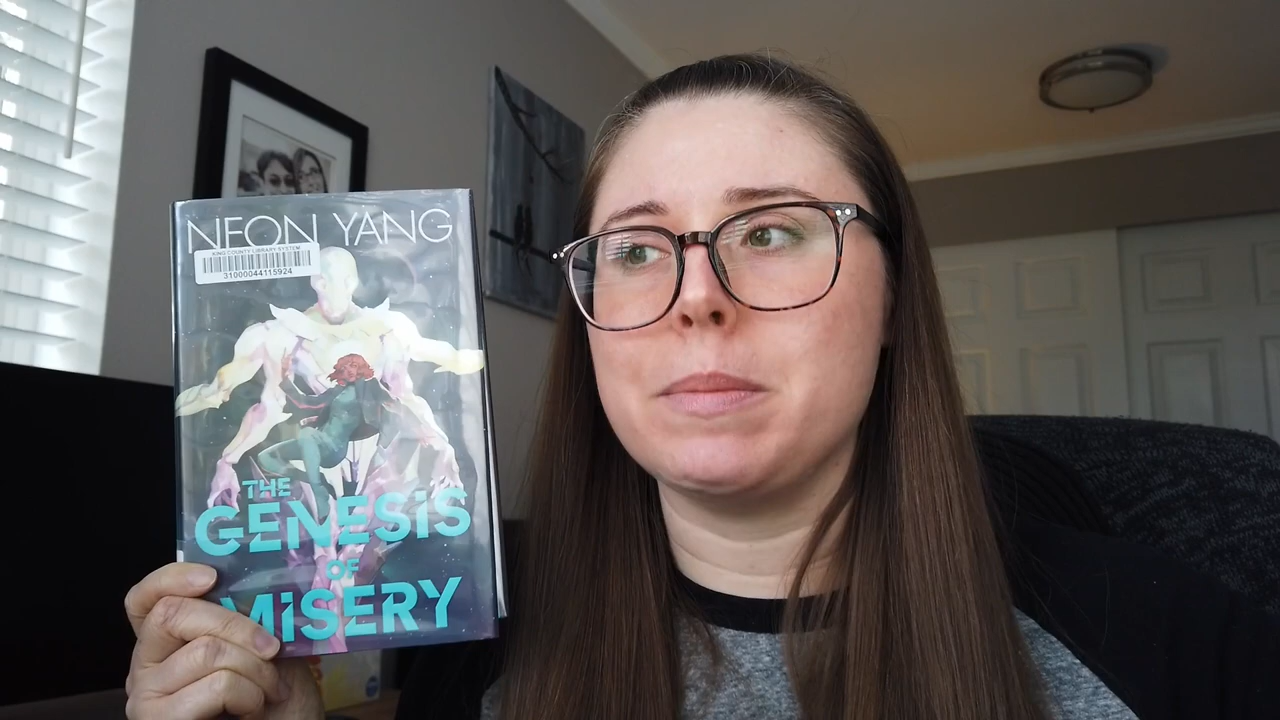 NEON YANG
KING COUNTY LIBRARY SYSTEM
31000044115924
THE
GENESIS
OF
MISERY